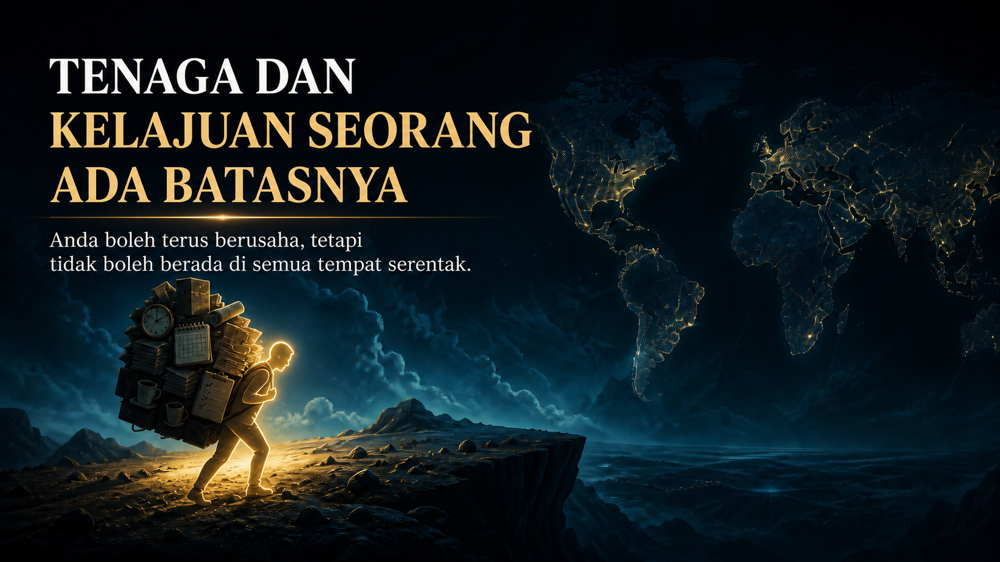 TENAGA DAN
KELAJUAN SEORANG
ADA BATASNYA
Anda boleh terus berusaha, tetapi
tidak boleh berada di semua tempat serentak.